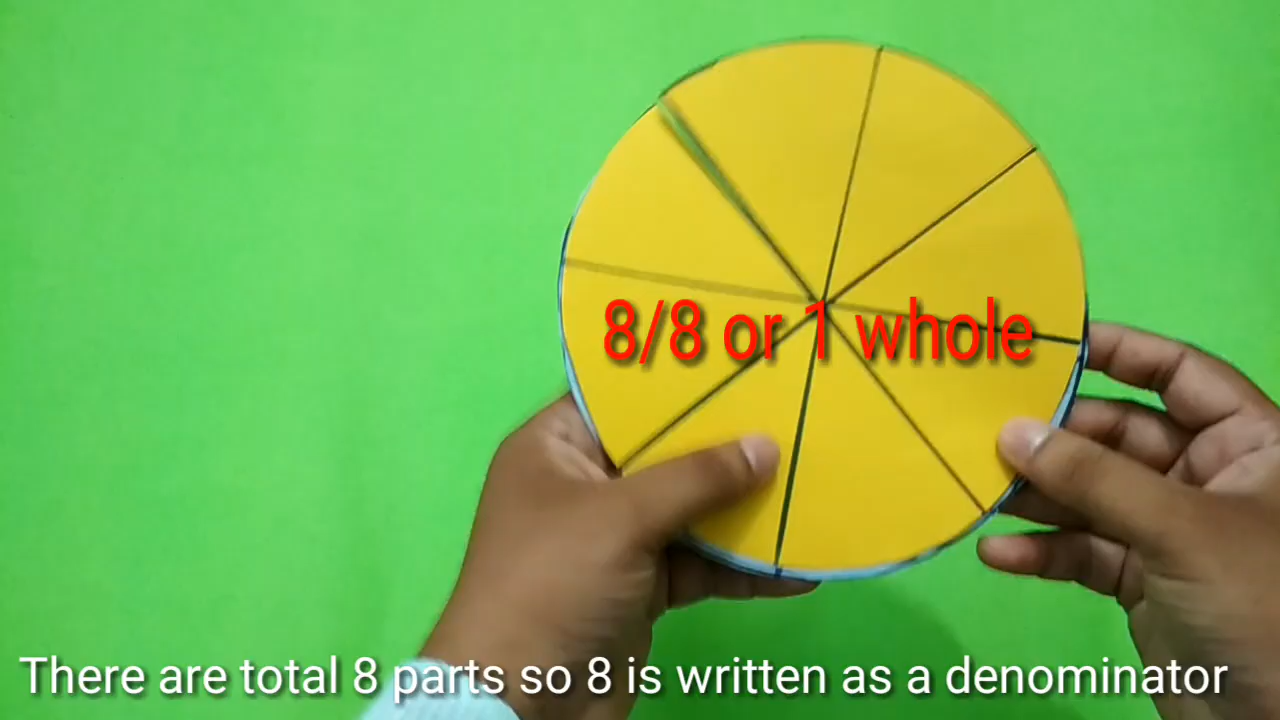 8/8 or 1 whole
There are total 8 parts so 8 is written as a denominator